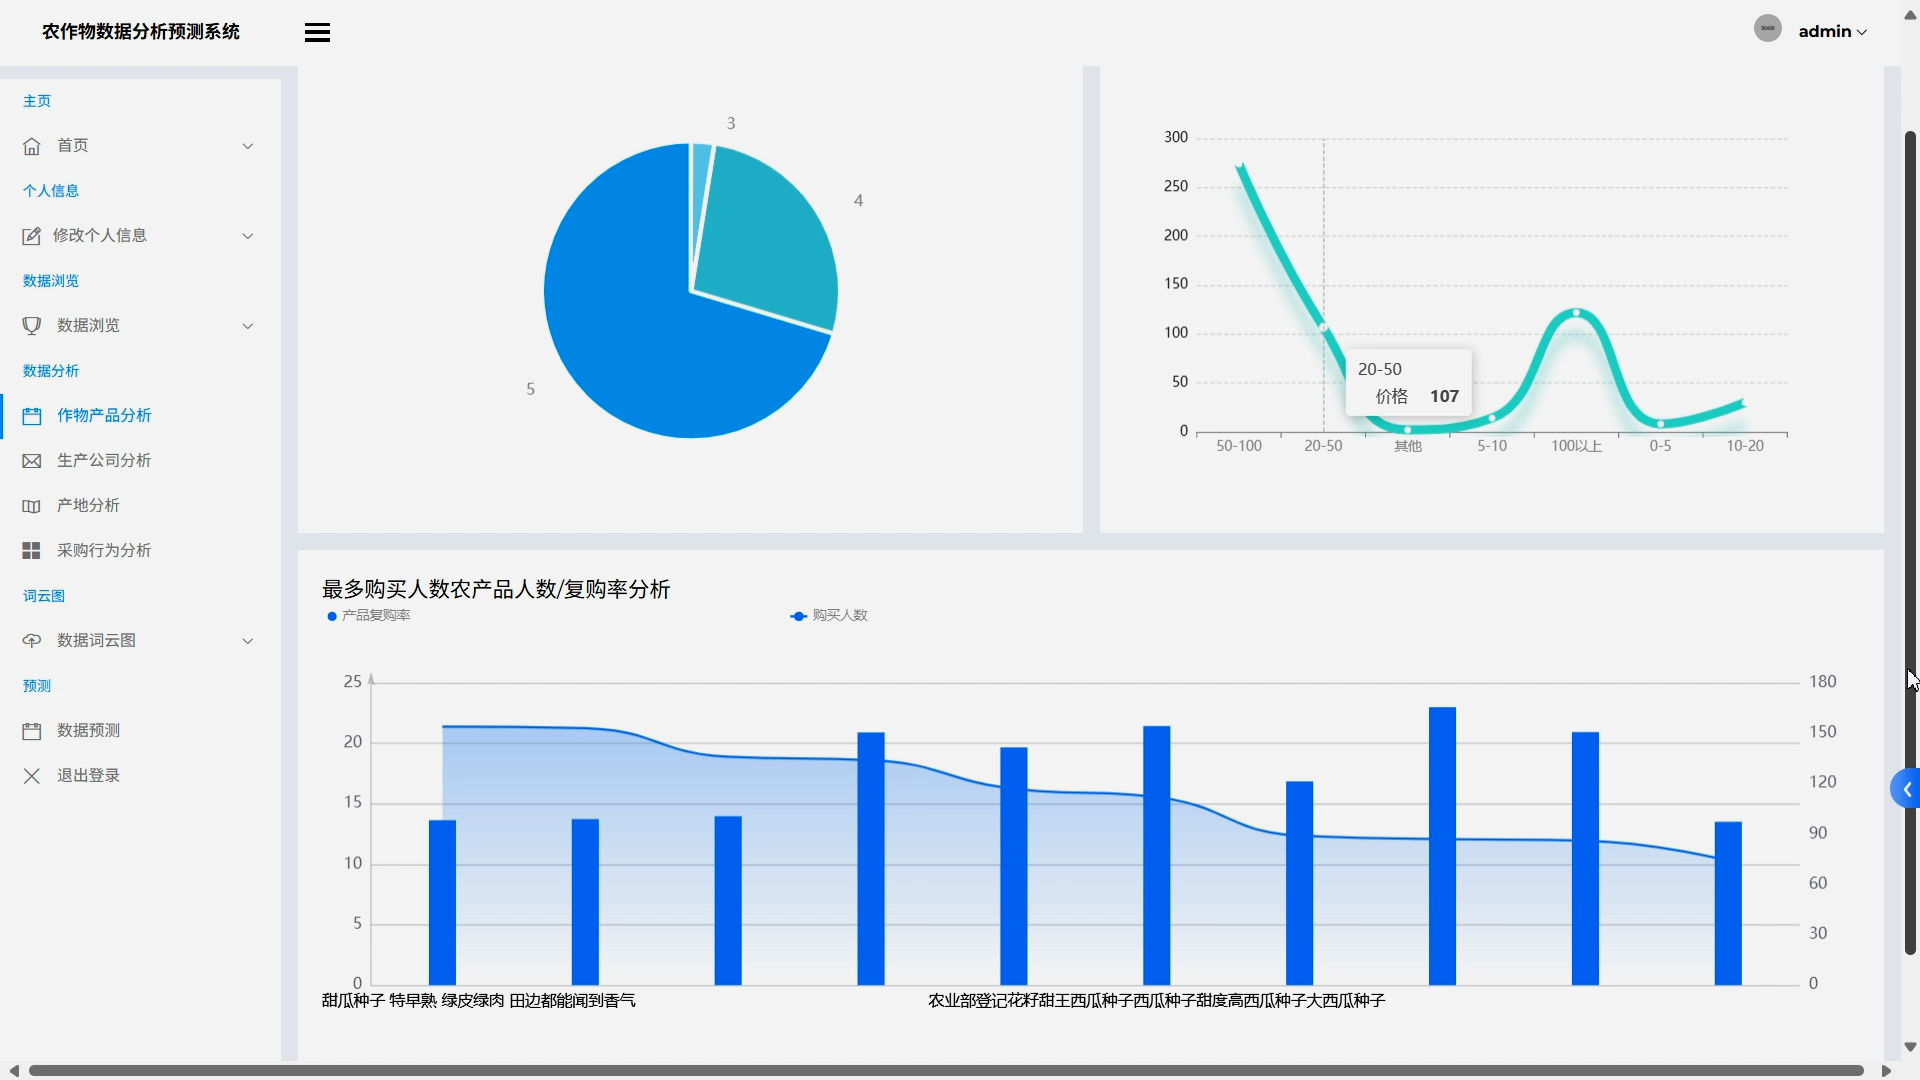 农作物数据分析预测系统
admin
主页
首页
个人信息
修改个人信息
数据浏览
数据浏览
数据分析
作物产品分析
生产公司分析
产地分析
采购行为分析
词云图
数据词云图
预测
数据预测
退出登录
3
4
5
300
250
200
150
100
50
0
20-50
价格 107
50-100 20-50 其他 5-10 100以上 0-5 10-20
最多购买人数农产品人数/复购率分析
产品复购率 购买人数
25 180
20 150
15 120
10 90
5 60
0 30
0
甜瓜种子 特早熟 绿皮绿肉 田边都能闻到香气 农业部登记花籽甜王西瓜种子西瓜种子甜度高西瓜种子大西瓜种子